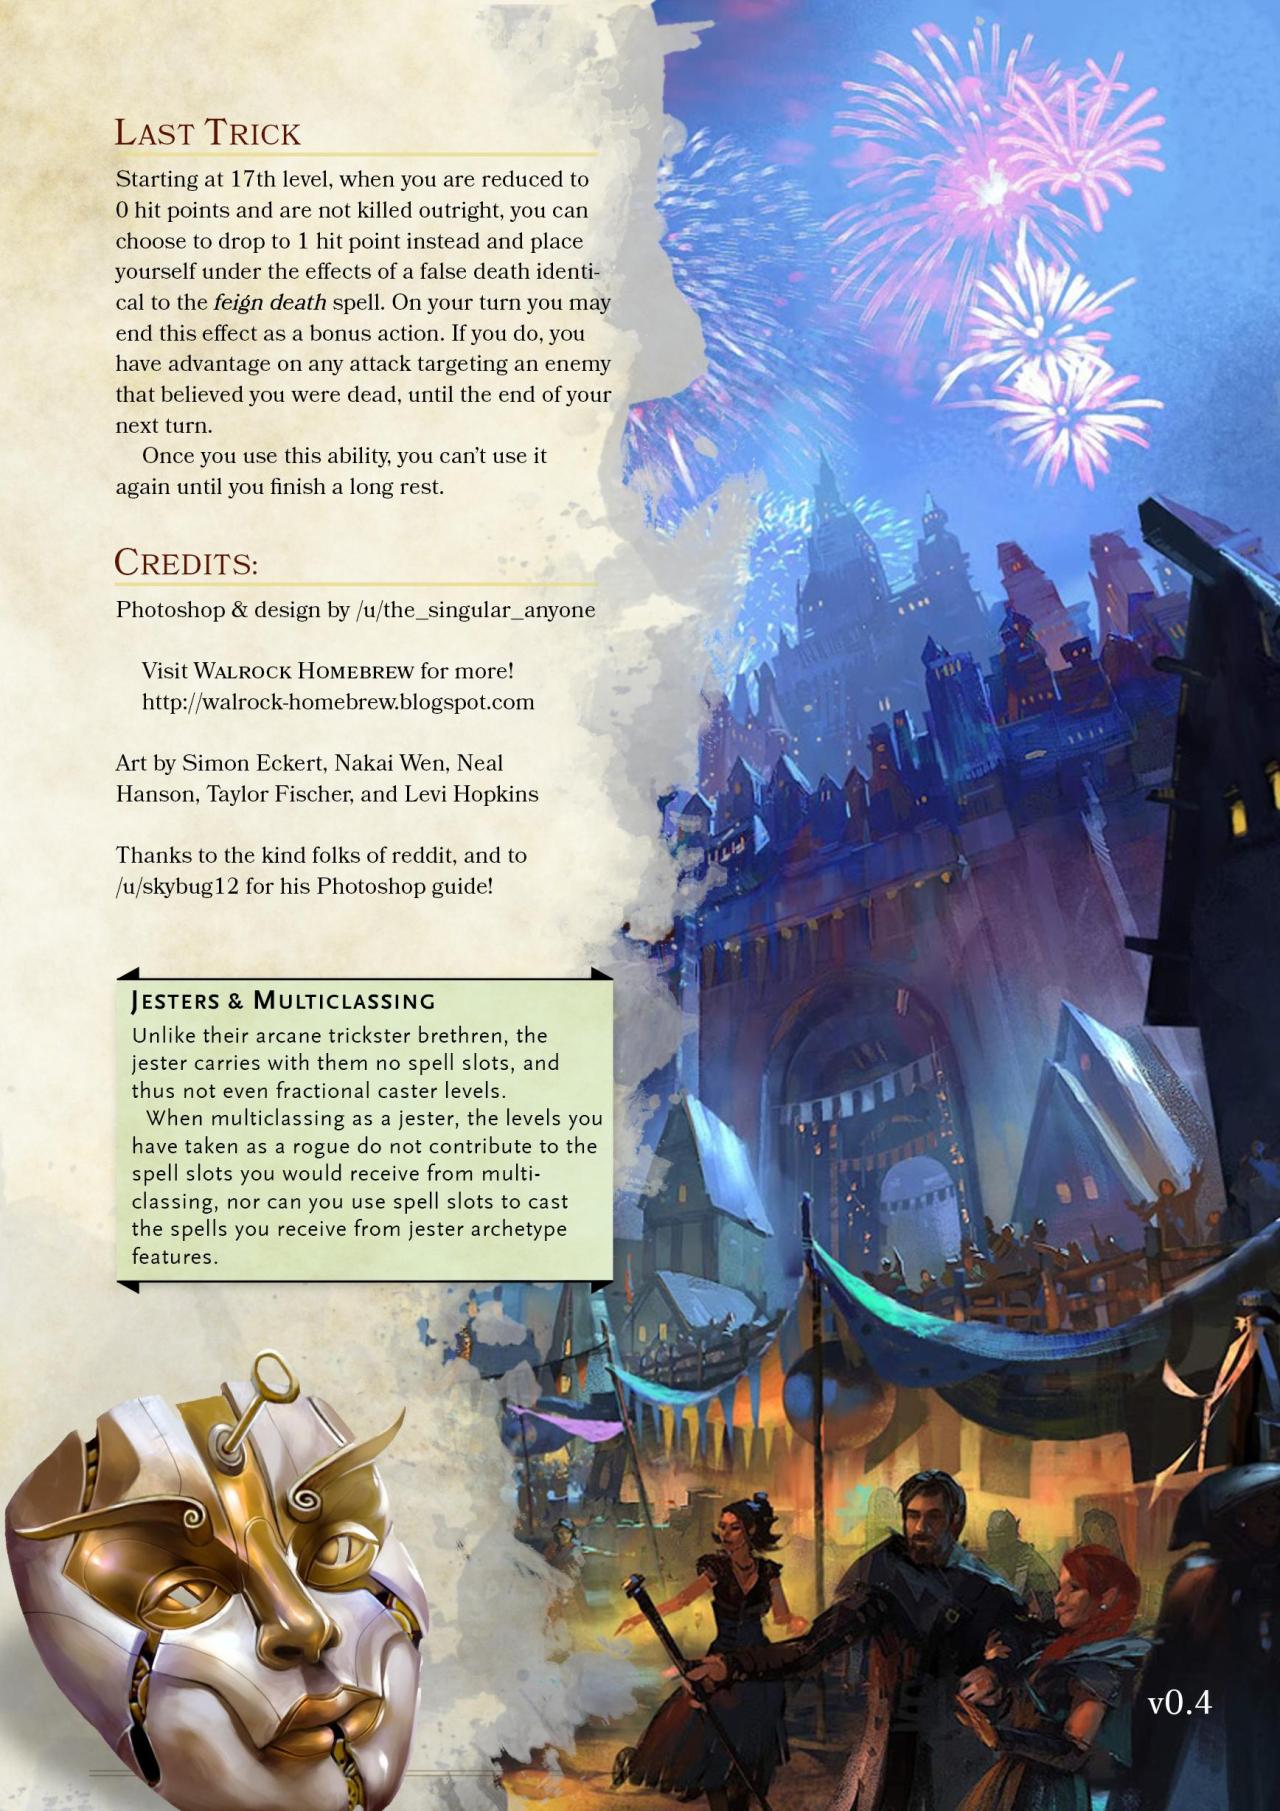 LAST TRICK
Starting at 17th level, when you are reduced to
0 hit points and are not killed outright, you can
choose to drop to 1 hit point instead and place
yourself under the effects of a false death identi-
cal to the feign death spell. On your turn you may
end this effect as a bonus action. If you do, you
have advantage on any attack targeting an enemy
that believed you were dead, until the end of your
next turn.
Once you use this ability, you can't use it
again until you finish a long rest.
CREDITS:
Photoshop & design by /u/the_singular_anyone
Visit WALROCK HOMEBREW for more!
http://walrock-homebrew.blogspot.com
Art by Simon Eckert, Nakai Wen, Neal
Hanson, Taylor Fischer, and Levi Hopkins
Thanks to the kind folks of reddit, and to
/u/skybug12 for his Photoshop guide!
JESTERS & MULTICLASSING
Unlike their arcane trickster brethren, the
jester carries with them no spell slots, and
thus not even fractional caster levels.
When multiclassing as a jester, the levels you
have taken as a rogue do not contribute to the
spell slots you would receive from multi-
classing, nor can you use spell slots to cast
the spells you receive from jester archetype
features.
v0.4